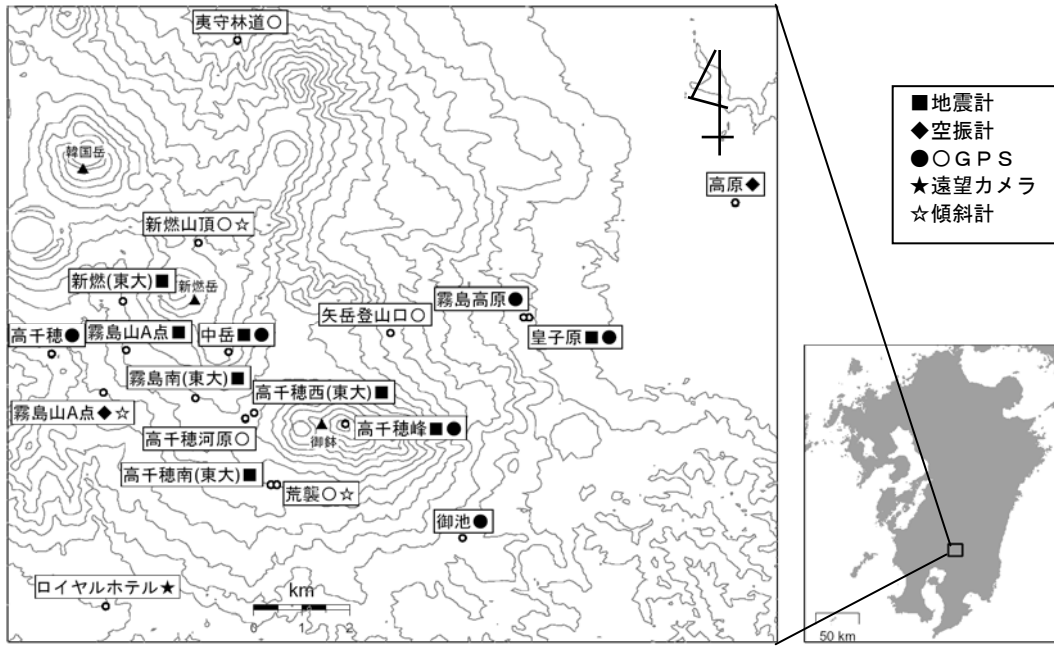 夷守林道○
韓国岳
▲
高原◆
新燃山頂○☆
新燃(東大)■
新燃岳
▲
霧島高原●
矢岳登山口○
皇子原■●
高千穂●
霧島山A点■
中岳■●
霧島南(東大)■
高千穂西(東大)■
霧島山A点◆☆
高千穂河原○
▲
御鉢
高千穂峰■●
高千穂南(東大)■
荒襲○☆
御池●
ロイヤルホテル★
km
0 1 2
■地震計
◆空振計
●○GPS
★遠望カメラ
☆傾斜計
50 km